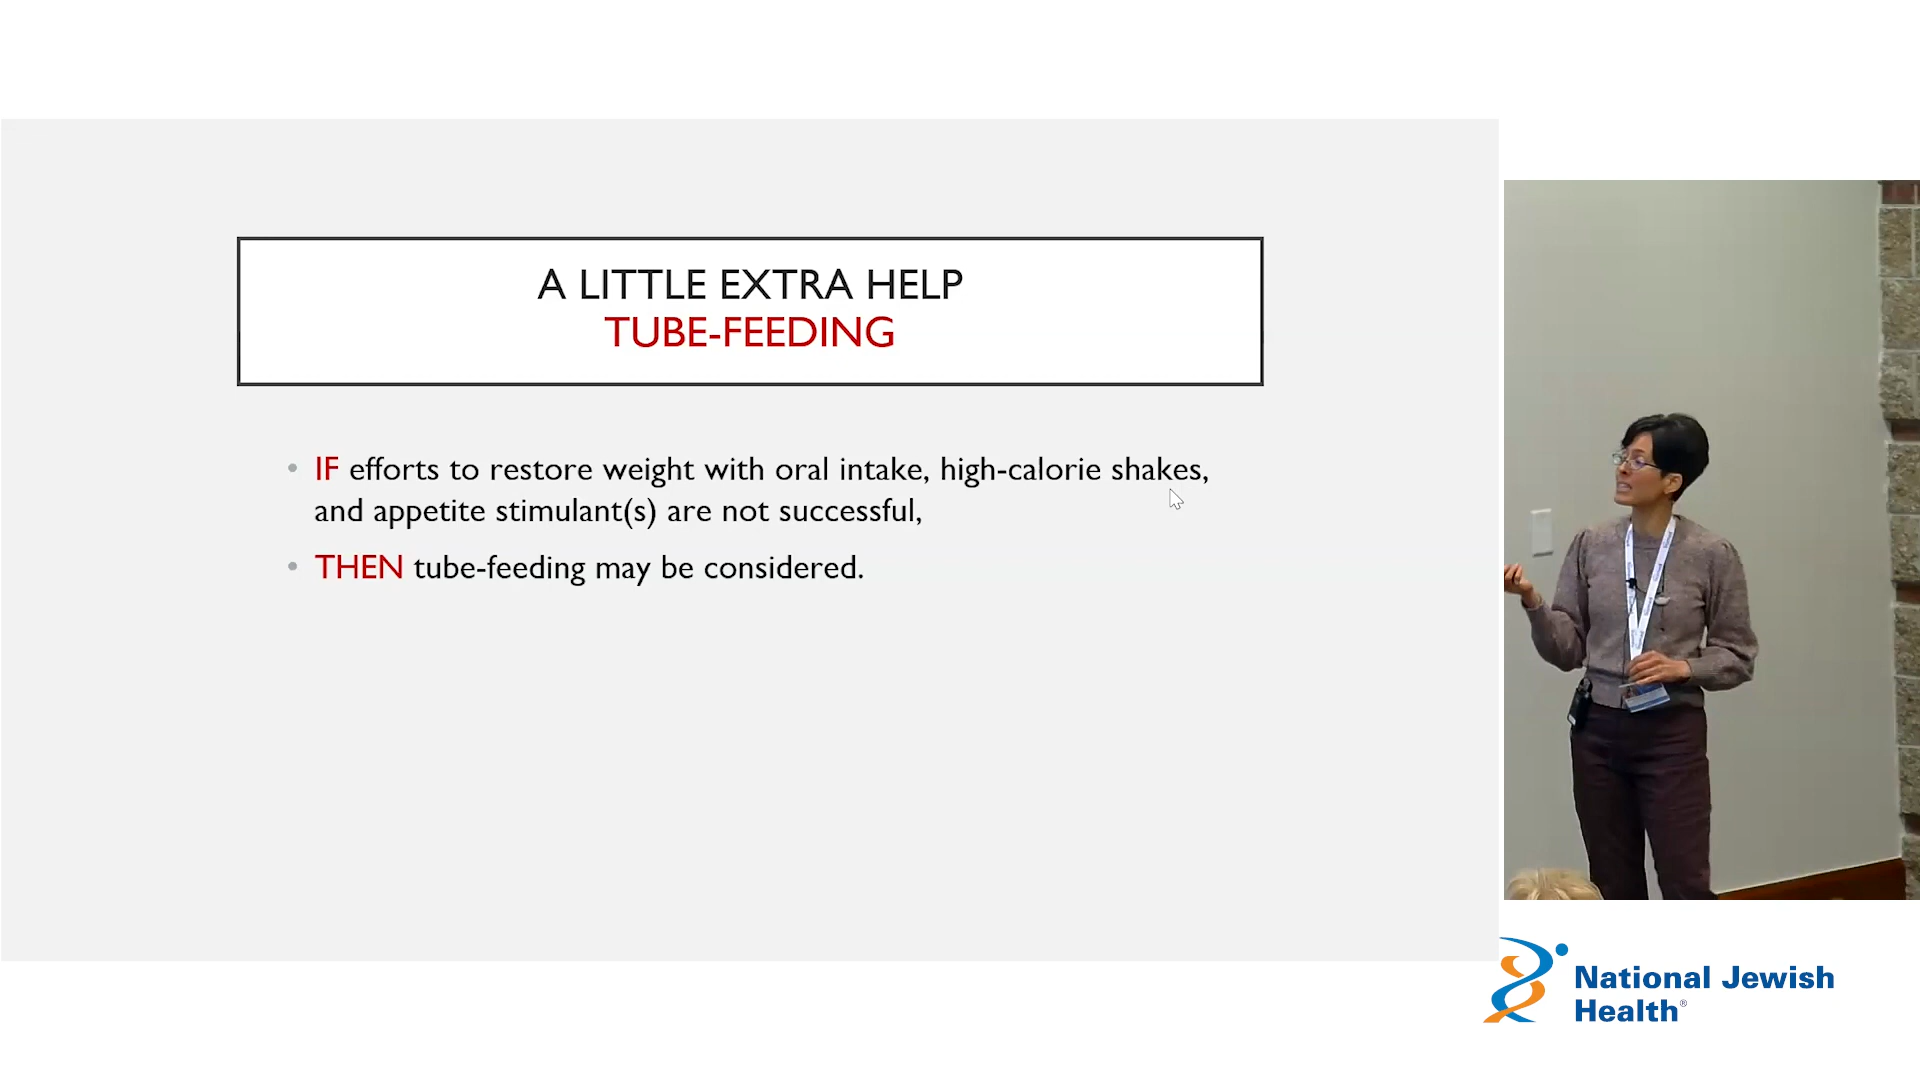 A LITTLE EXTRA HELP
TUBE-FEEDING
• IF efforts to restore weight with oral intake, high-calorie shakes,
and appetite stimulant(s) are not successful,
• THEN tube-feeding may be considered.
National Jewish
Health®